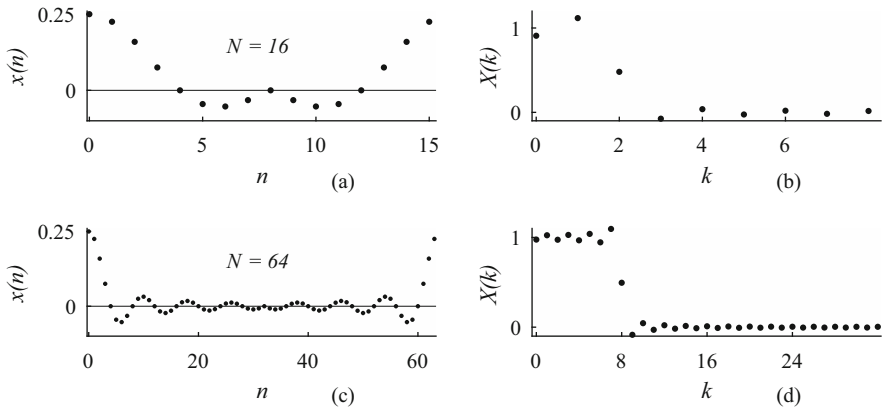 x(n)
0.25
0
N = 16
0 5 10 15
n (a)
X(k)
1
0
0 2 4 6
k (b)
x(n)
0.25
0
N = 64
0 20 40 60
n (c)
X(k)
1
0
0 8 16 24
k (d)